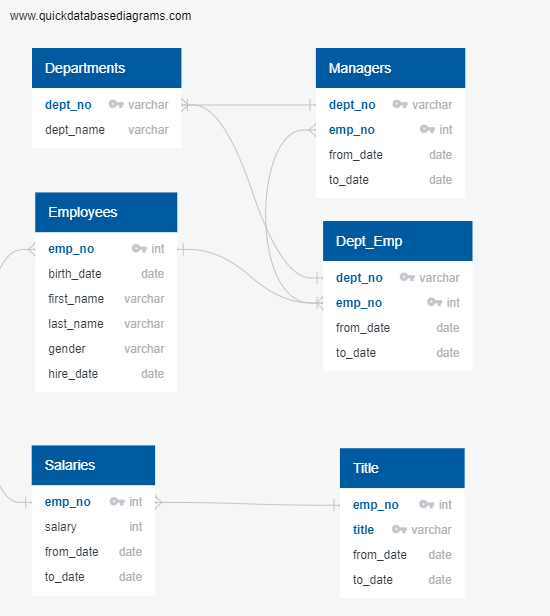 www.quickdatabasediagrams.com
Departments
dept_no varchar
dept_name varchar
Managers
dept_no varchar
emp_no int
from_date date
to_date date
Employees
emp_no int
birth_date date
first_name varchar
last_name varchar
gender varchar
hire_date date
Dept_Emp
dept_no varchar
emp_no int
from_date date
to_date date
Salaries
emp_no int
salary int
from_date date
to_date date
Title
emp_no int
title varchar
from_date date
to_date date